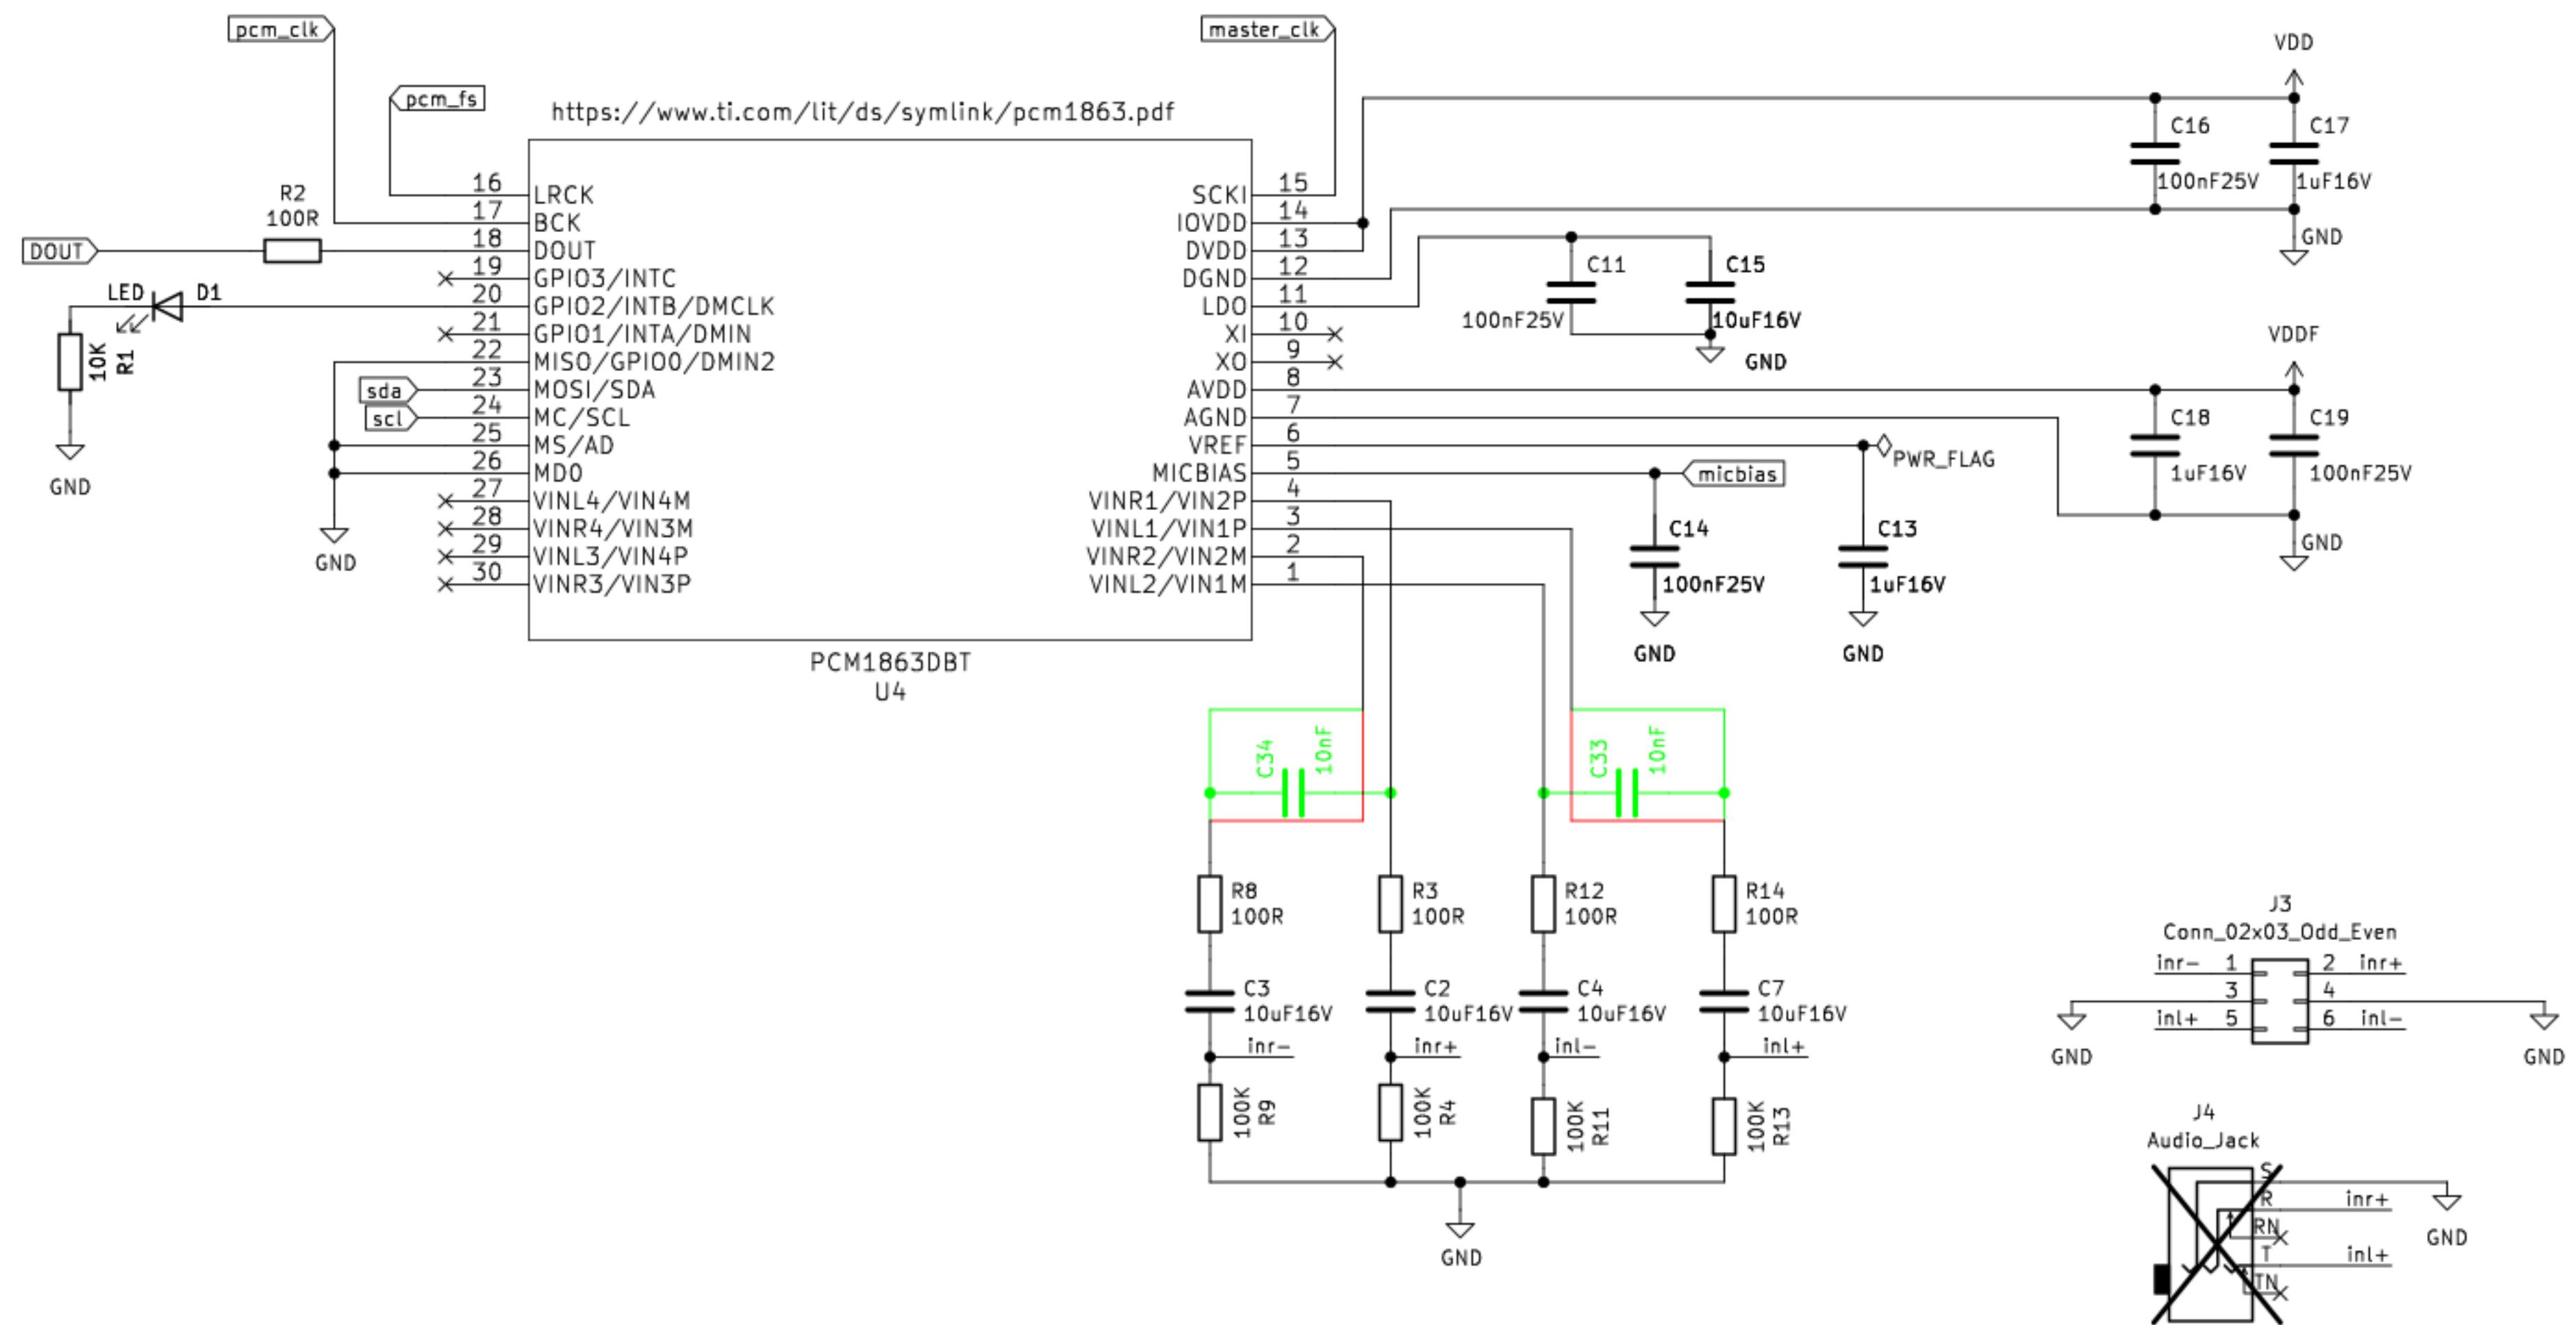 pcm_clk
master_clk
VDD
pcm_fs
https://www.ti.com/lit/ds/symlink/pcm1863.pdf
C16
C17
100nF25V
1uF16V
GND
R2
100R
DOUT
LED
D1
10K
R1
GND
sda
scl
GND
16 LRCK
17 BCK
18 DOUT
19 GPIO3/INTC
20 GPIO2/INTB/DMCLK
21 GPIO1/INTA/DMIN
22 MISO/GPIO0/DMIN2
23 MOSI/SDA
24 MC/SCL
25 MS/AD
26 MD0
27 VINL4/VIN4M
28 VINR4/VIN3M
29 VINL3/VIN4P
30 VINR3/VIN3P
SCKI 15
IOVDD 14
DVDD 13
DGND 12
LDO 11
XI 10
XO 9
AVDD 8
AGND 7
VREF 6
MICBIAS 5
VINR1/VIN2P 4
VINL1/VIN1P 3
VINR2/VIN2M 2
VINL2/VIN1M 1
PCM1863DBT
U4
C11
C15
100nF25V
10uF16V
GND
VDDF
C18
C19
1uF16V
100nF25V
GND
PWR_FLAG
micbias
C14
100nF25V
GND
C13
1uF16V
GND
C34
10nF
C33
10nF
R8
100R
R3
100R
R12
100R
R14
100R
C3
10uF16V
C2
10uF16V
C4
10uF16V
C7
10uF16V
inr-
inr+
inl-
inl+
100K
R9
100K
R4
100K
R11
100K
R13
GND
J3
Conn_02x03_Odd_Even
inr- 1 2 inr+
3 4
inl+ 5 6 inl-
GND
GND
J4
Audio_Jack
S
R inr+
RN
GND
T inl+
TN